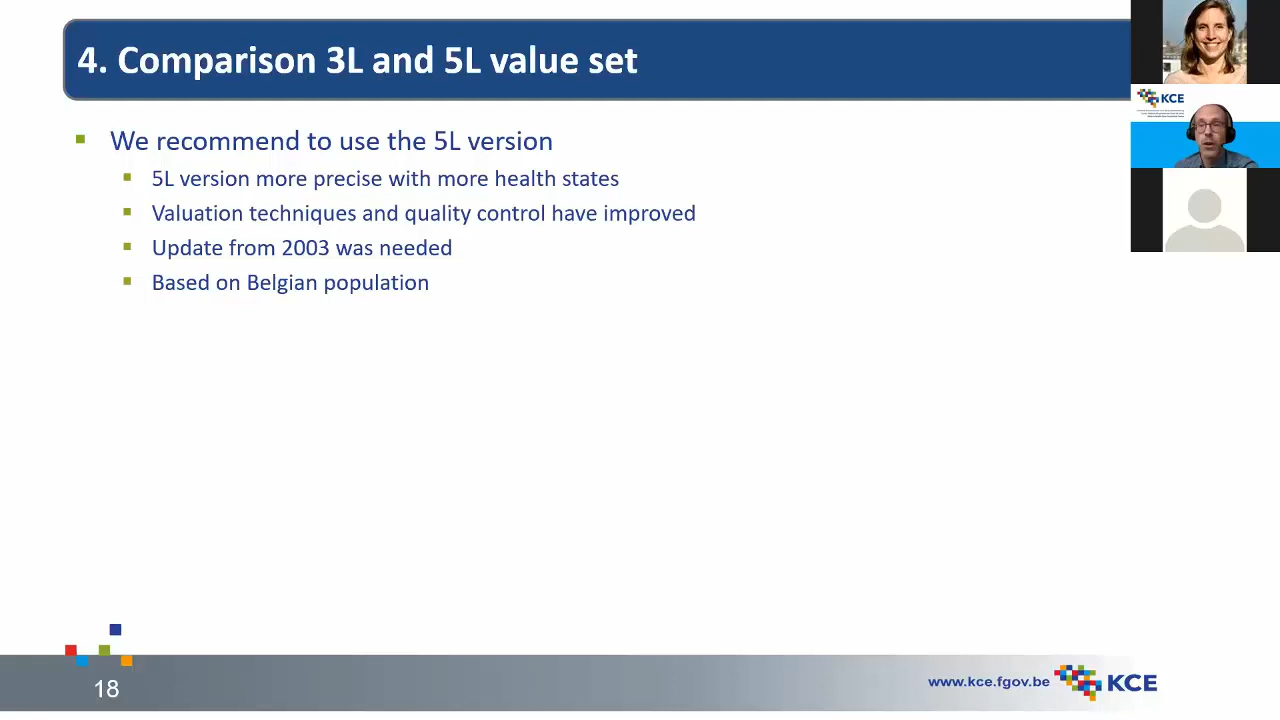 4. Comparison 3L and 5L value set
We recommend to use the 5L version
5L version more precise with more health states
Valuation techniques and quality control have improved
Update from 2003 was needed
Based on Belgian population
KCE
18
www.kce.fgov.be
KCE